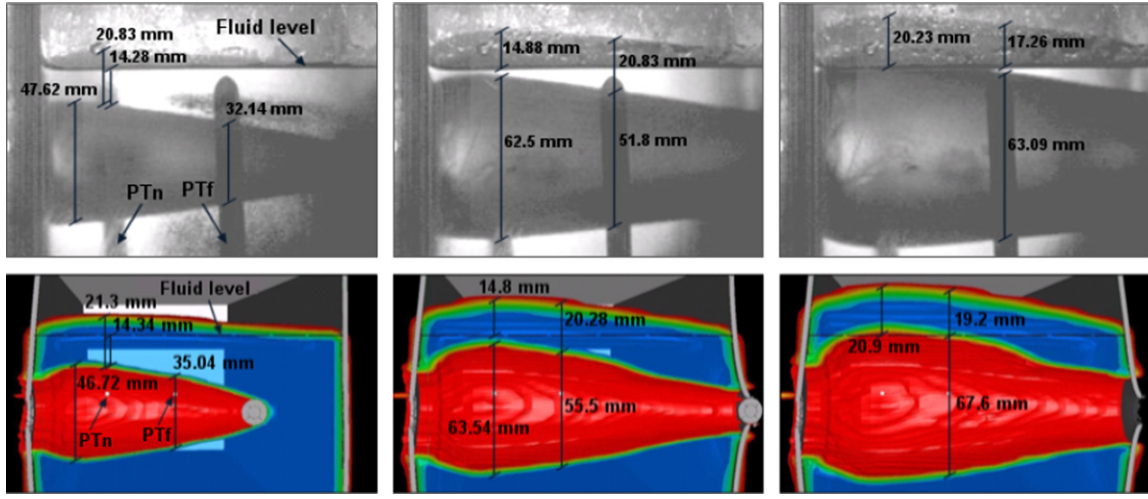 20.83 mm
Fluid level
14.28 mm
47.62 mm
32.14 mm
PTn
PTf
14.88 mm
20.83 mm
62.5 mm
51.8 mm
20.23 mm
17.26 mm
63.09 mm
Fluid level
21.3 mm
14.34 mm
35.04 mm
46.72 mm
PTn
PTf
14.8 mm
20.28 mm
55.5 mm
63.54 mm
19.2 mm
20.9 mm
67.6 mm